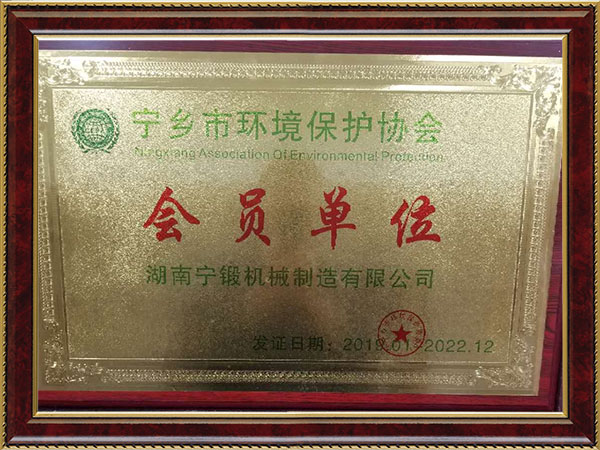 宁乡市环境保护协会
Ningxiang Association Of Environmental Protection
会员单位
湖南宁锻机械制造有限公司
发证日期：2019.01-2022.12